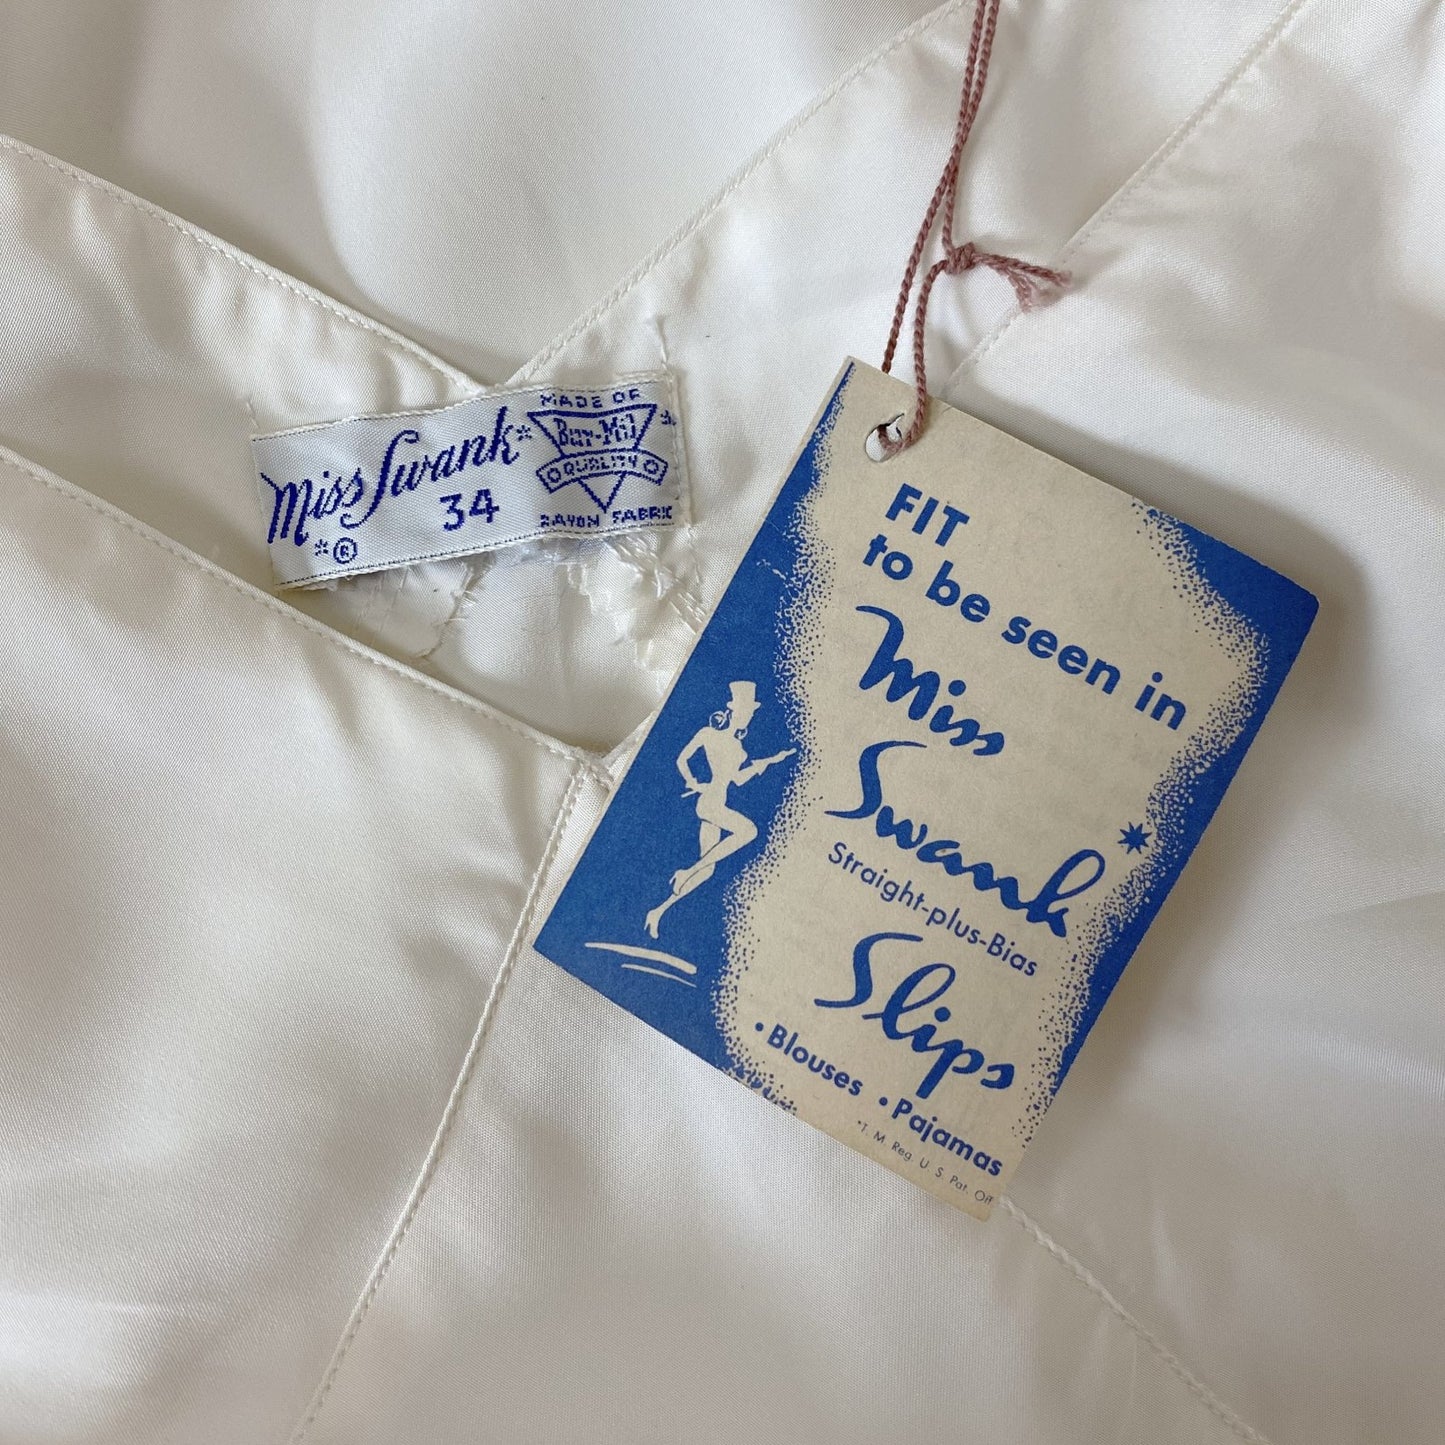 Miss Swank*
34
*®
MADE OF
Bur-Mil
QUALITY
RAYON FABRIC
FIT
to be seen in
Miss
Swank*
Straight-plus-Bias
Slips
• Blouses • Pajamas
*T. M. Reg. U. S. Pat. Off